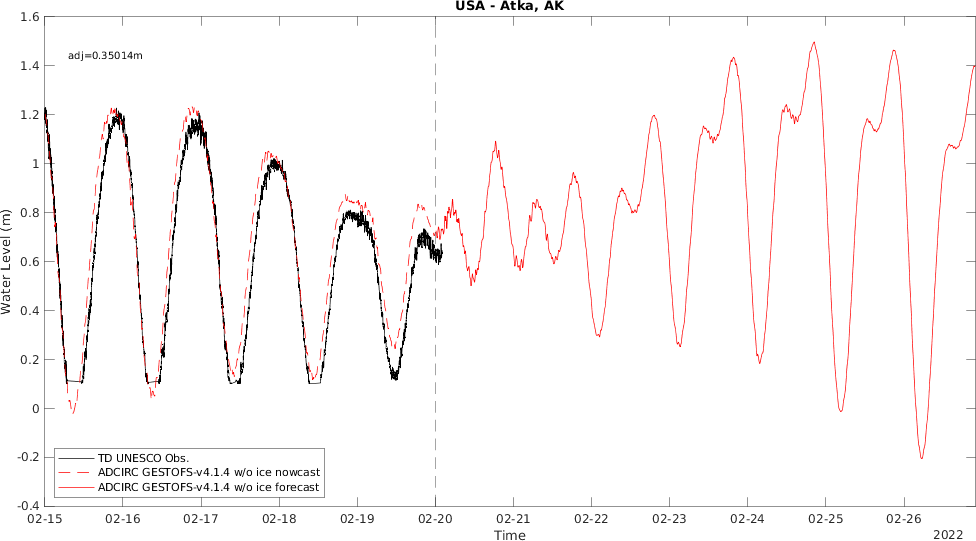 USA - Atka, AK
adj=0.35014m
1.6
1.4
1.2
1
0.8
0.6
0.4
0.2
0
-0.2
-0.4
Water Level (m)
TD UNESCO Obs.
ADCIRC GESTOFS-v4.1.4 w/o ice nowcast
ADCIRC GESTOFS-v4.1.4 w/o ice forecast
02-15 02-16 02-17 02-18 02-19 02-20 02-21 02-22 02-23 02-24 02-25 02-26
Time
2022